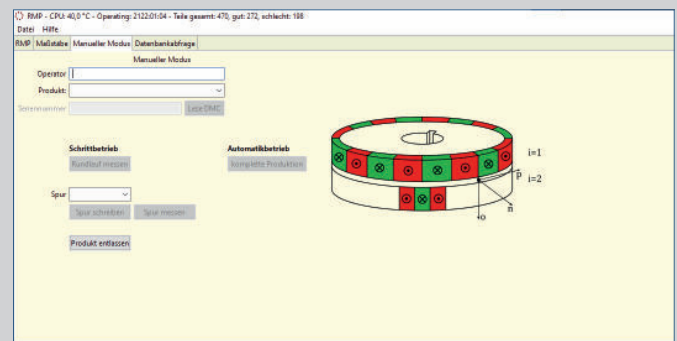 RMP - CPU: 40,0 °C - Operating: 2122:01:04 - Teile gesamt: 470, gut: 272, schlecht: 198
Datei Hilfe
RMP Maßstäbe Manueller Modus Datenbankabfrage
Manueller Modus
Operator
Produkt:
Seriennummer Lese DMC
Schrittbetrieb Automatikbetrieb
Rundlauf messen komplette Produktion
Spur
Spur schreiben Spur messen
Produkt entlassen
i=1
p i=2
n
o